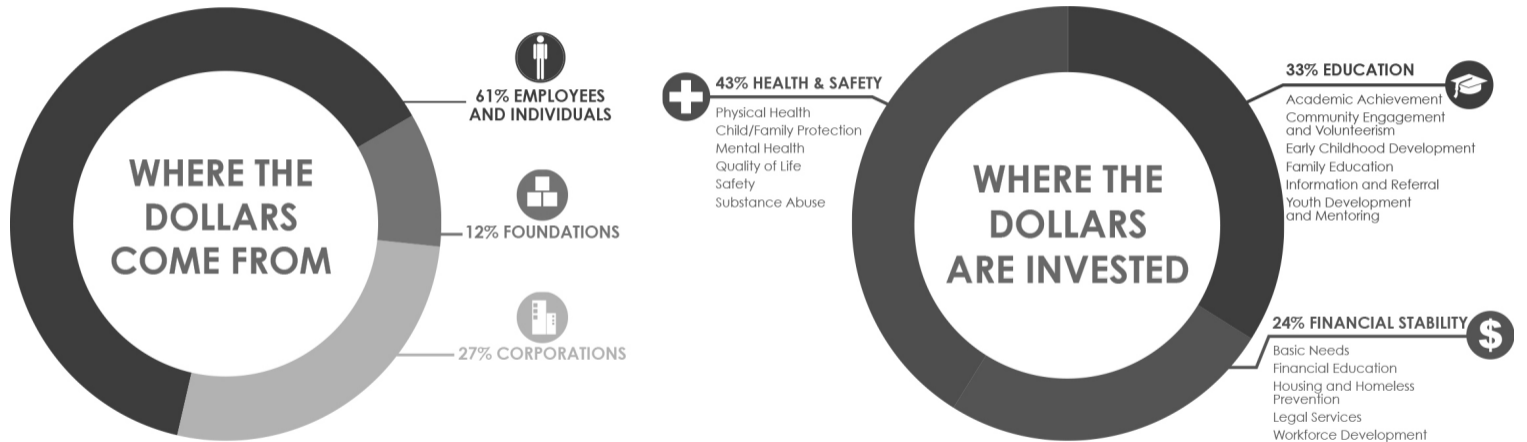 WHERE THE
DOLLARS
COME FROM
61% EMPLOYEES
AND INDIVIDUALS
12% FOUNDATIONS
27% CORPORATIONS
43% HEALTH & SAFETY
Physical Health
Child/Family Protection
Mental Health
Quality of Life
Safety
Substance Abuse
WHERE THE
DOLLARS
ARE INVESTED
33% EDUCATION
Academic Achievement
Community Engagement
and Volunteerism
Early Childhood Development
Family Education
Information and Referral
Youth Development
and Mentoring
24% FINANCIAL STABILITY
$
Basic Needs
Financial Education
Housing and Homeless
Prevention
Legal Services
Workforce Development